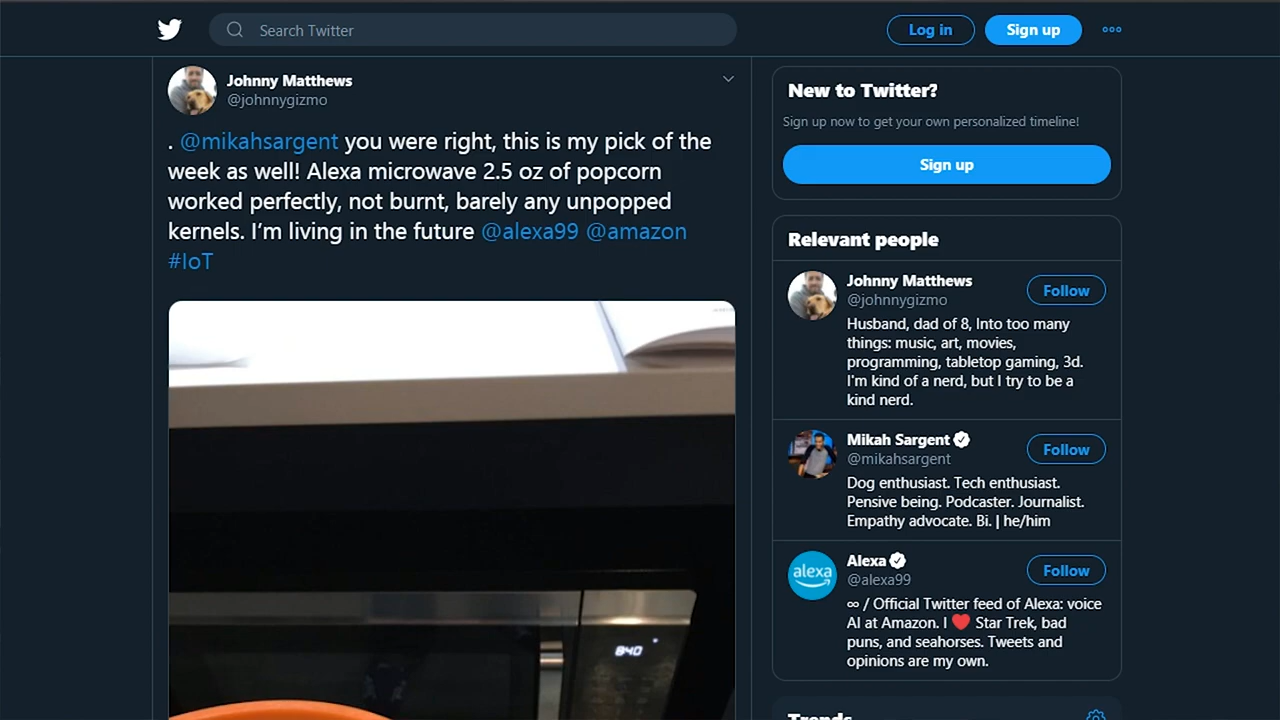 Search Twitter
Log in
Sign up
Johnny Matthews
@johnnygizmo
. @mikahsargent you were right, this is my pick of the
week as well! Alexa microwave 2.5 oz of popcorn
worked perfectly, not burnt, barely any unpopped
kernels. I’m living in the future @alexa99 @amazon
#IoT
840
New to Twitter?
Sign up now to get your own personalized timeline!
Sign up
Relevant people
Johnny Matthews
@johnnygizmo
Follow
Husband, dad of 8, Into too many
things: music, art, movies,
programming, tabletop gaming, 3d.
I'm kind of a nerd, but I try to be a
kind nerd.
Mikah Sargent
@mikahsargent
Follow
Dog enthusiast. Tech enthusiast.
Pensive being. Podcaster. Journalist.
Empathy advocate. Bi. | he/him
alexa
Alexa
@alexa99
Follow
∞ / Official Twitter feed of Alexa: voice
AI at Amazon. I ❤️ Star Trek, bad
puns, and seahorses. Tweets and
opinions are my own.
Trends